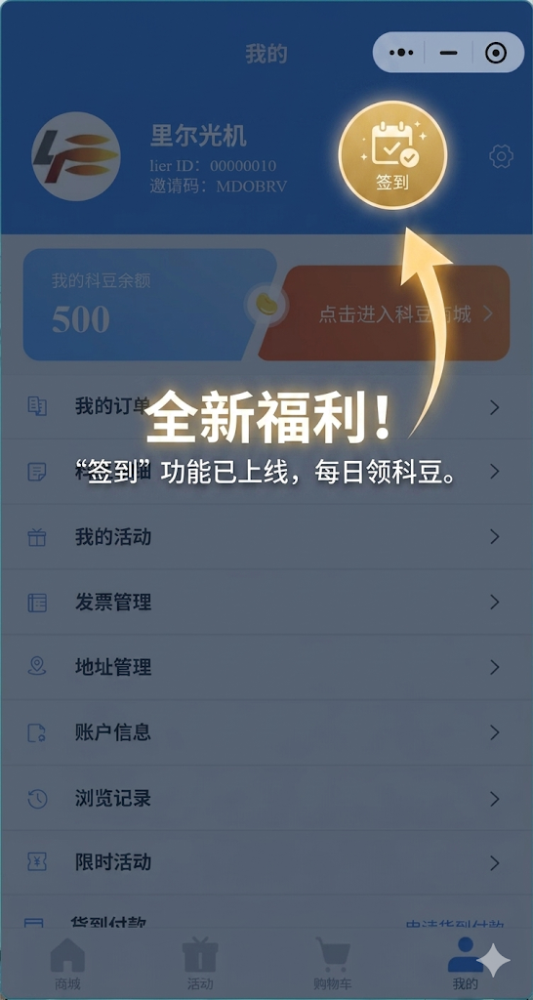 我的
里尔光机
lier ID：00000010
邀请码：MDOBRV
签到
我的科豆余额
500
点击进入科豆商城
我的订单
全新福利！
“签到”功能已上线，每日领科豆。
我的活动
发票管理
地址管理
账户信息
浏览记录
限时活动
货到付款
申请货到付款
商城
活动
购物车
我的